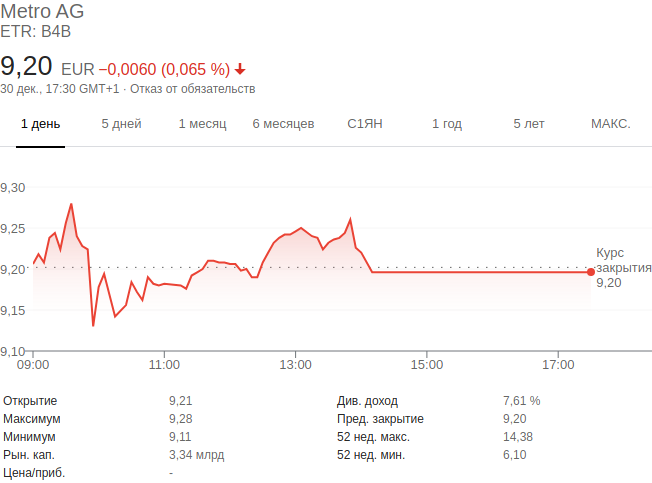 Metro AG
ETR: B4B
9,20 EUR −0,0060 (0,065 %)
30 дек., 17:30 GMT+1 · Отказ от обязательств
1 день 5 дней 1 месяц 6 месяцев С1ЯН 1 год 5 лет МАКС.
9,30
9,25
9,20
9,15
9,10
Курс
закрытия
9,20
09:00 11:00 13:00 15:00 17:00
Открытие 9,21 Див. доход 7,61 %
Максимум 9,28 Пред. закрытие 9,20
Минимум 9,11 52 нед. макс. 14,38
Рын. кап. 3,34 млрд 52 нед. мин. 6,10
Цена/приб. -